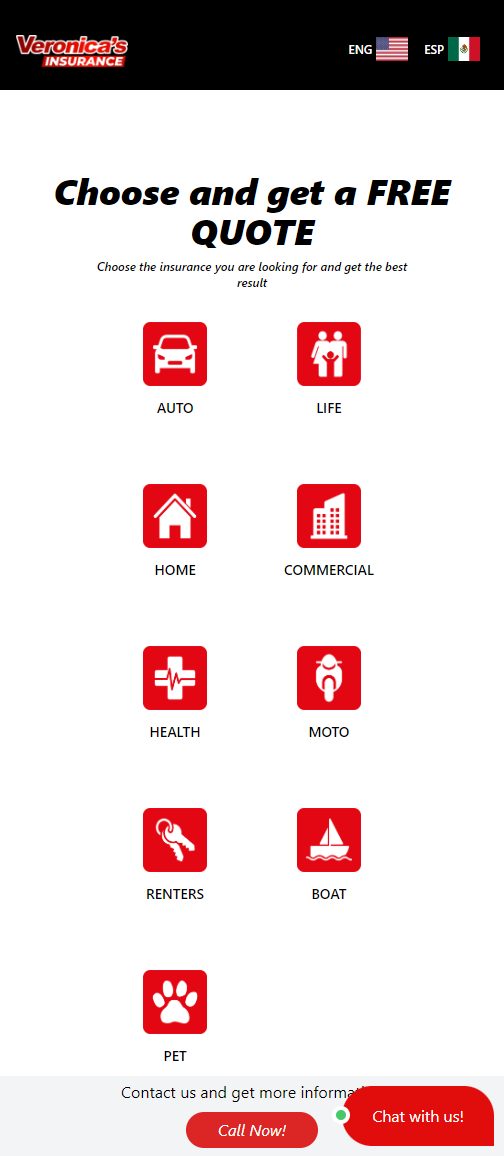 Veronica's
INSURANCE
ENG
ESP
Choose and get a FREE
QUOTE
Choose the insurance you are looking for and get the best
result
AUTO
LIFE
HOME
COMMERCIAL
HEALTH
MOTO
RENTERS
BOAT
PET
Contact us and get more
Call Now!
Chat with us!